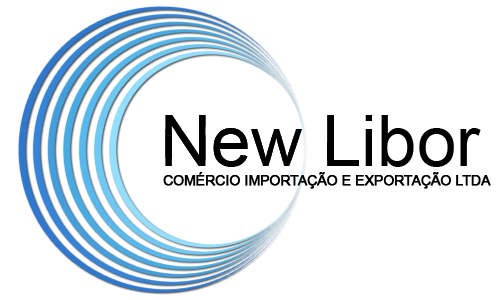 New Libor
COMÉRCIO IMPORTAÇÃO E EXPORTAÇÃO LTDA